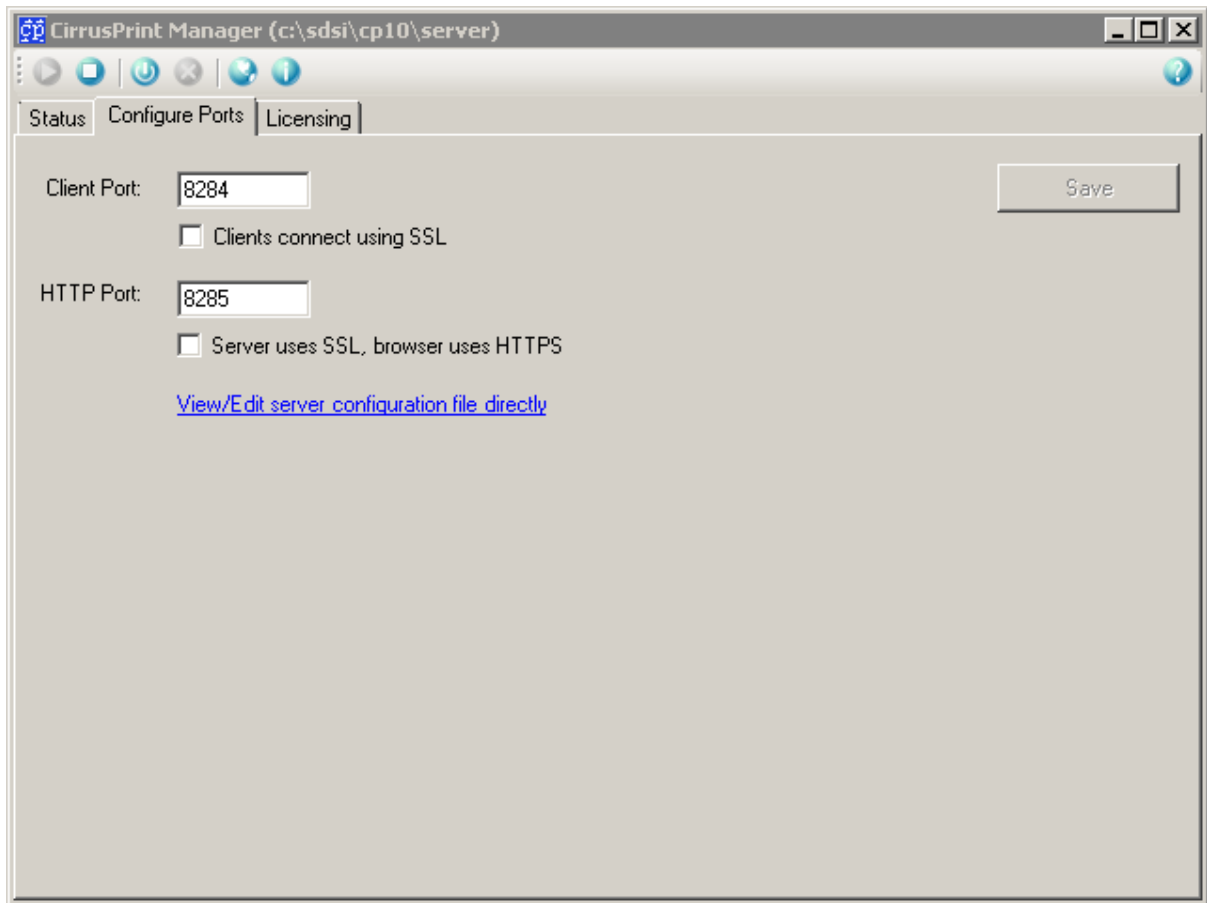 cp CirrusPrint Manager (c:\sdsi\cp10\server)
Status Configure Ports Licensing
Client Port: 8284 Save
Clients connect using SSL
HTTP Port: 8285
Server uses SSL, browser uses HTTPS
View/Edit server configuration file directly